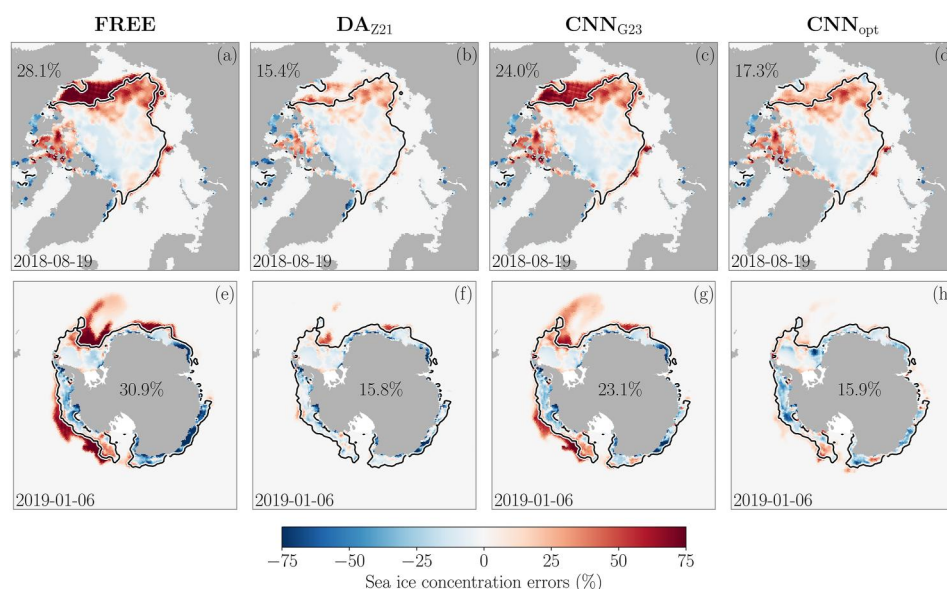 FREE DA_Z21 CNN_G23 CNN_opt
(a) (b) (c) (d)
28.1% 15.4% 24.0% 17.3%
2018-08-19 2018-08-19 2018-08-19 2018-08-19
(e) (f) (g) (h)
30.9% 15.8% 23.1% 15.9%
2019-01-06 2019-01-06 2019-01-06 2019-01-06
−75 −50 −25 0 25 50 75
Sea ice concentration errors (%)